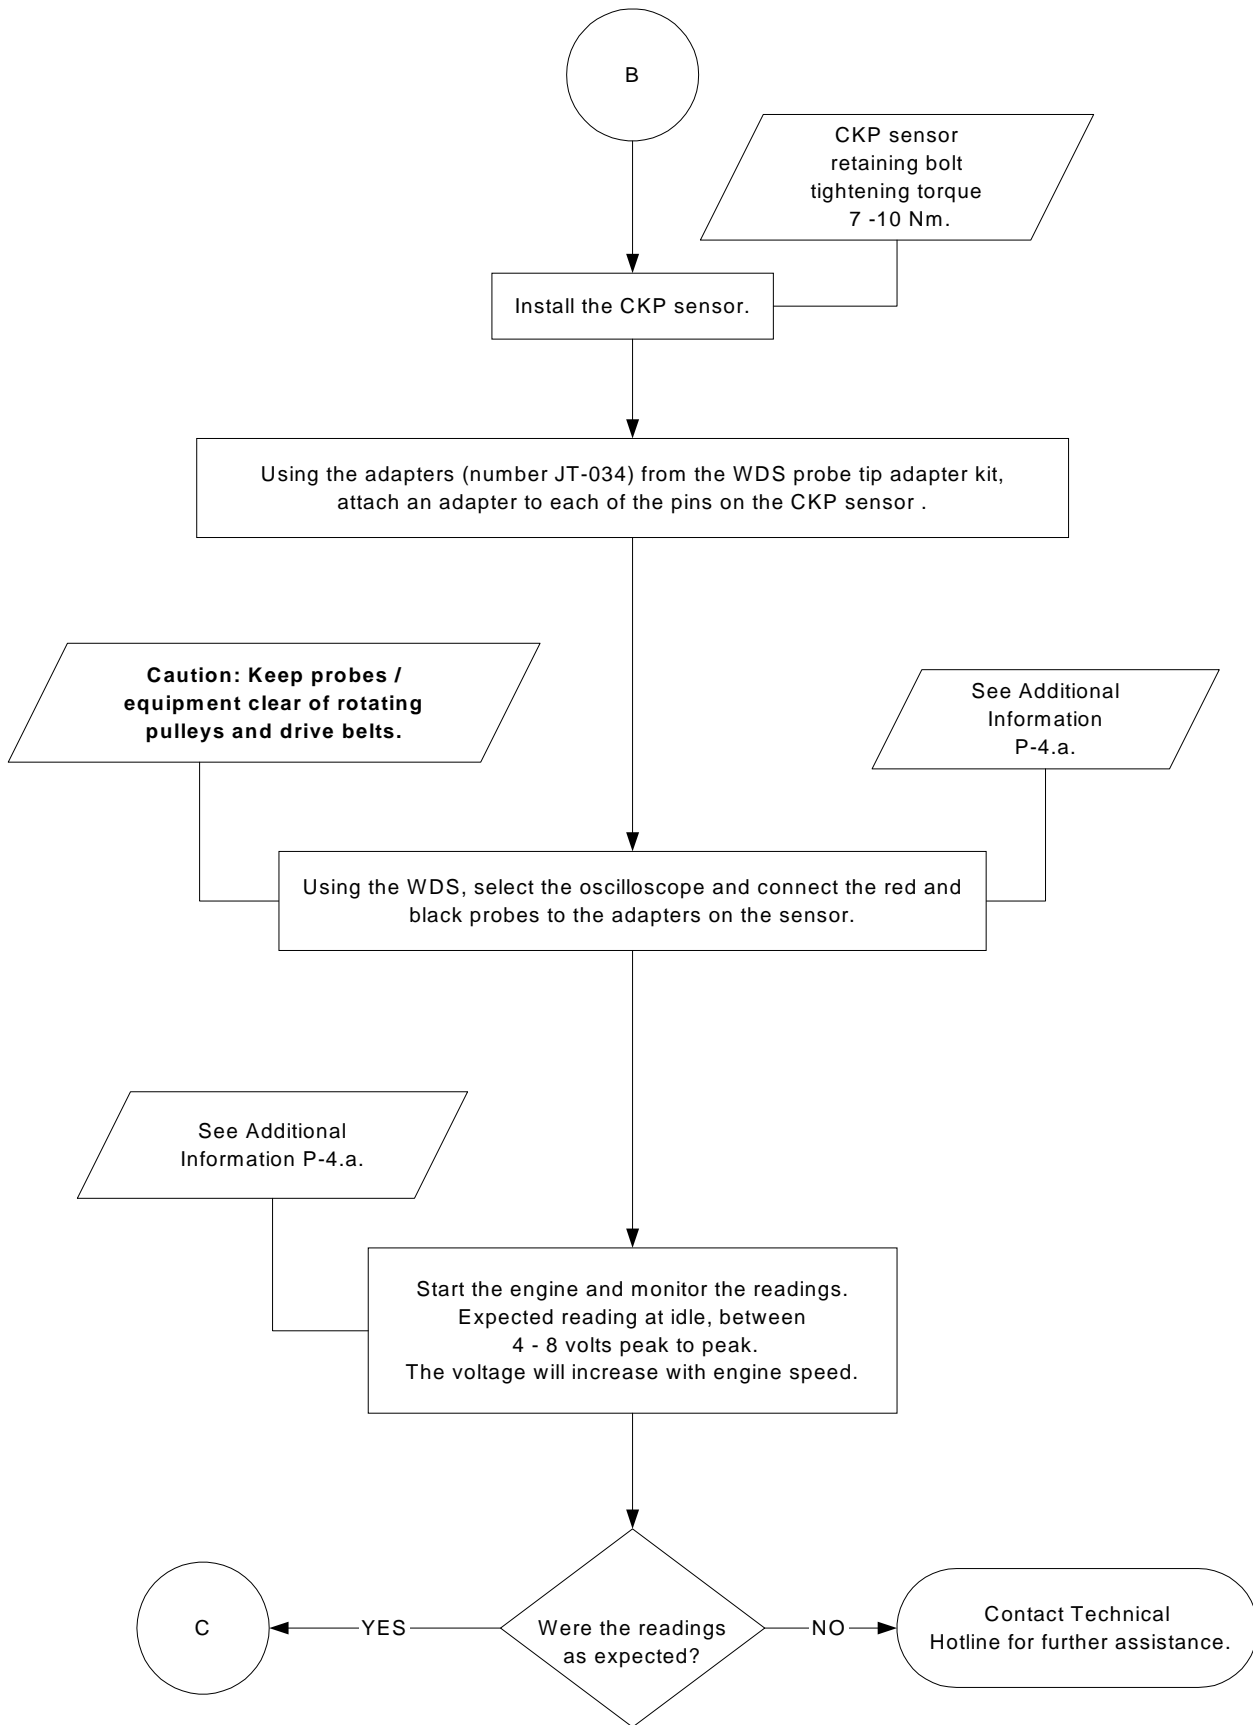 B
CKP sensor
retaining bolt
tightening torque
7 -10 Nm.
Install the CKP sensor.
Using the adapters (number JT-034) from the WDS probe tip adapter kit,
attach an adapter to each of the pins on the CKP sensor .
Caution: Keep probes /
equipment clear of rotating
pulleys and drive belts.
See Additional
Information
P-4.a.
Using the WDS, select the oscilloscope and connect the red and
black probes to the adapters on the sensor.
See Additional
Information P-4.a.
Start the engine and monitor the readings.
Expected reading at idle, between
4 - 8 volts peak to peak.
The voltage will increase with engine speed.
C
YES
Were the readings
as expected?
NO
Contact Technical
Hotline for further assistance.